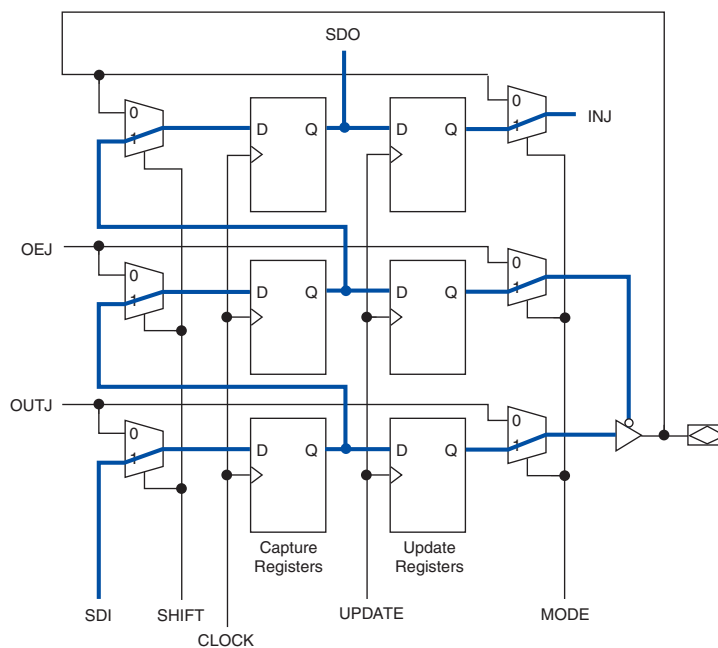 SDO
0
1
D Q
D Q
0
1
INJ
OEJ
0
1
D Q
D Q
0
1
OUTJ
0
1
D Q
D Q
0
1
Capture
Registers
Update
Registers
SDI
SHIFT
CLOCK
UPDATE
MODE